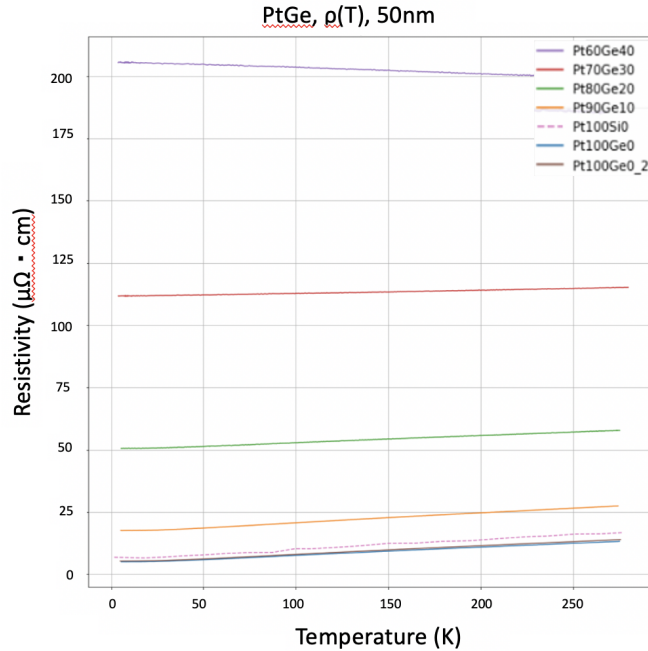 PtGe, ρ(T), 50nm
Pt60Ge40
Pt70Ge30
Pt80Ge20
Pt90Ge10
Pt100Si0
Pt100Ge0
Pt100Ge0_2
Resistivity (μΩ・cm)
200
175
150
125
100
75
50
25
0
0 50 100 150 200 250
Temperature (K)